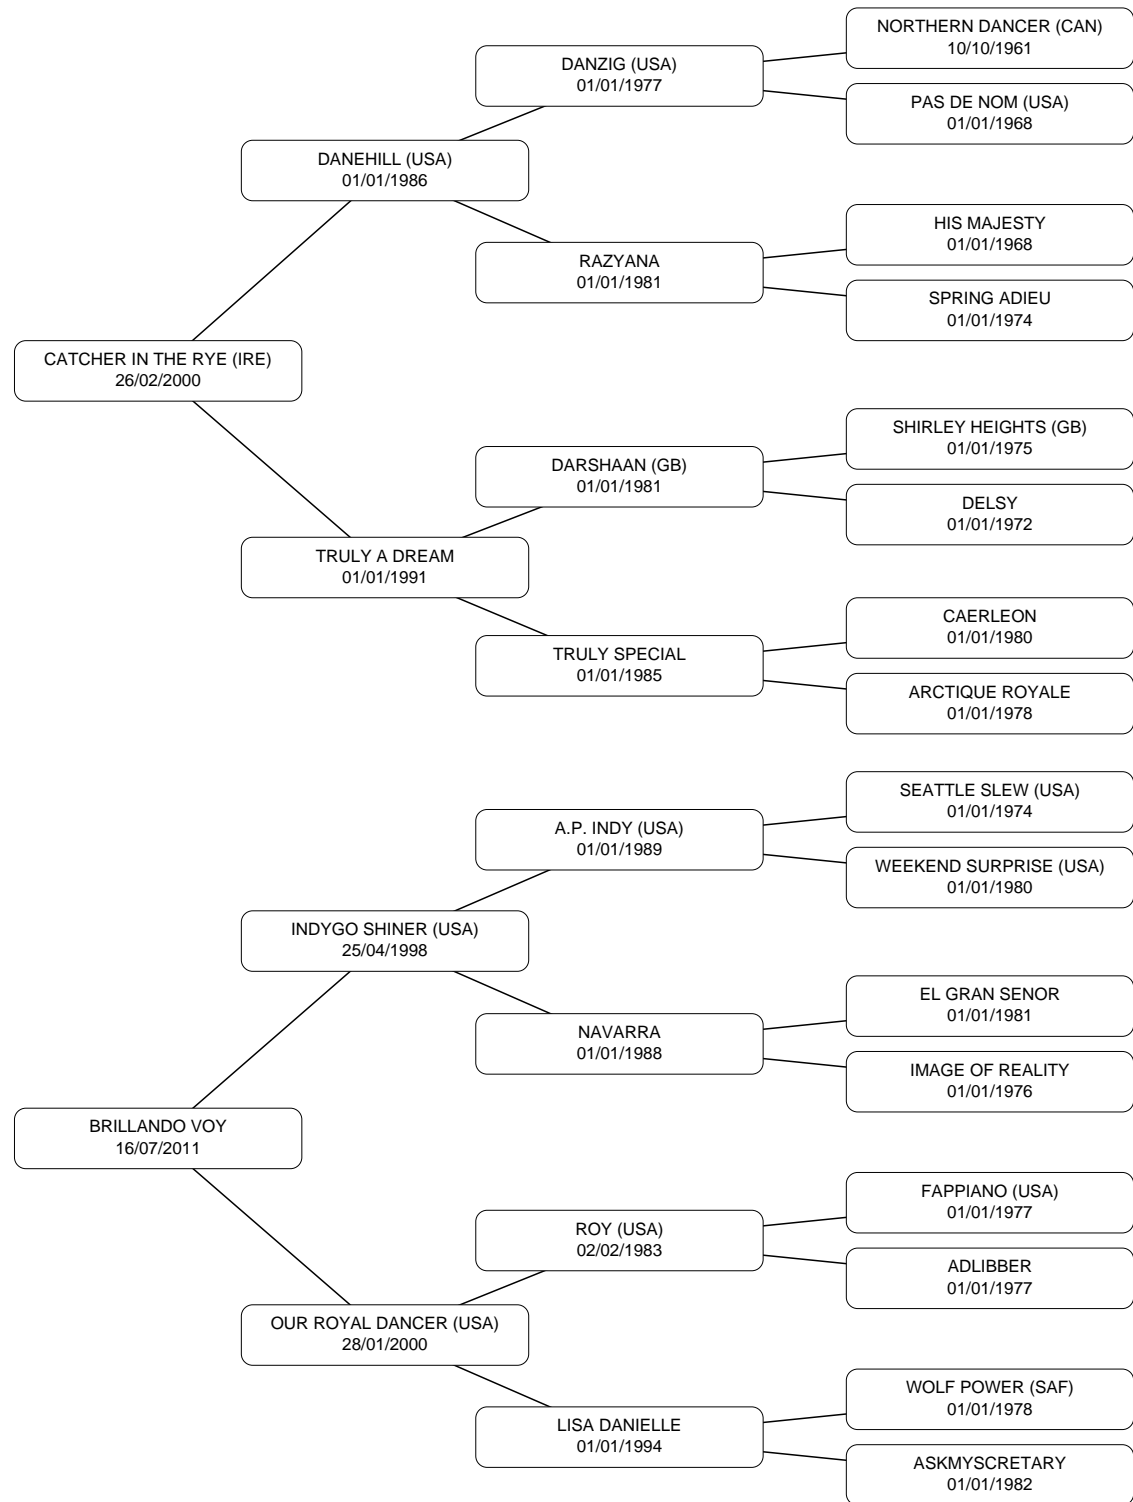 NORTHERN DANCER (CAN)
10/10/1961
DANZIG (USA)
01/01/1977
PAS DE NOM (USA)
01/01/1968
DANEHILL (USA)
01/01/1986
HIS MAJESTY
01/01/1968
RAZYANA
01/01/1981
SPRING ADIEU
01/01/1974
CATCHER IN THE RYE (IRE)
26/02/2000
SHIRLEY HEIGHTS (GB)
01/01/1975
DARSHAAN (GB)
01/01/1981
DELSY
01/01/1972
TRULY A DREAM
01/01/1991
CAERLEON
01/01/1980
TRULY SPECIAL
01/01/1985
ARCTIQUE ROYALE
01/01/1978
SEATTLE SLEW (USA)
01/01/1974
A.P. INDY (USA)
01/01/1989
WEEKEND SURPRISE (USA)
01/01/1980
INDYGO SHINER (USA)
25/04/1998
EL GRAN SENOR
01/01/1981
NAVARRA
01/01/1988
IMAGE OF REALITY
01/01/1976
BRILLANDO VOY
16/07/2011
FAPPIANO (USA)
01/01/1977
ROY (USA)
02/02/1983
ADLIBBER
01/01/1977
OUR ROYAL DANCER (USA)
28/01/2000
WOLF POWER (SAF)
01/01/1978
LISA DANIELLE
01/01/1994
ASKMYSCRETARY
01/01/1982